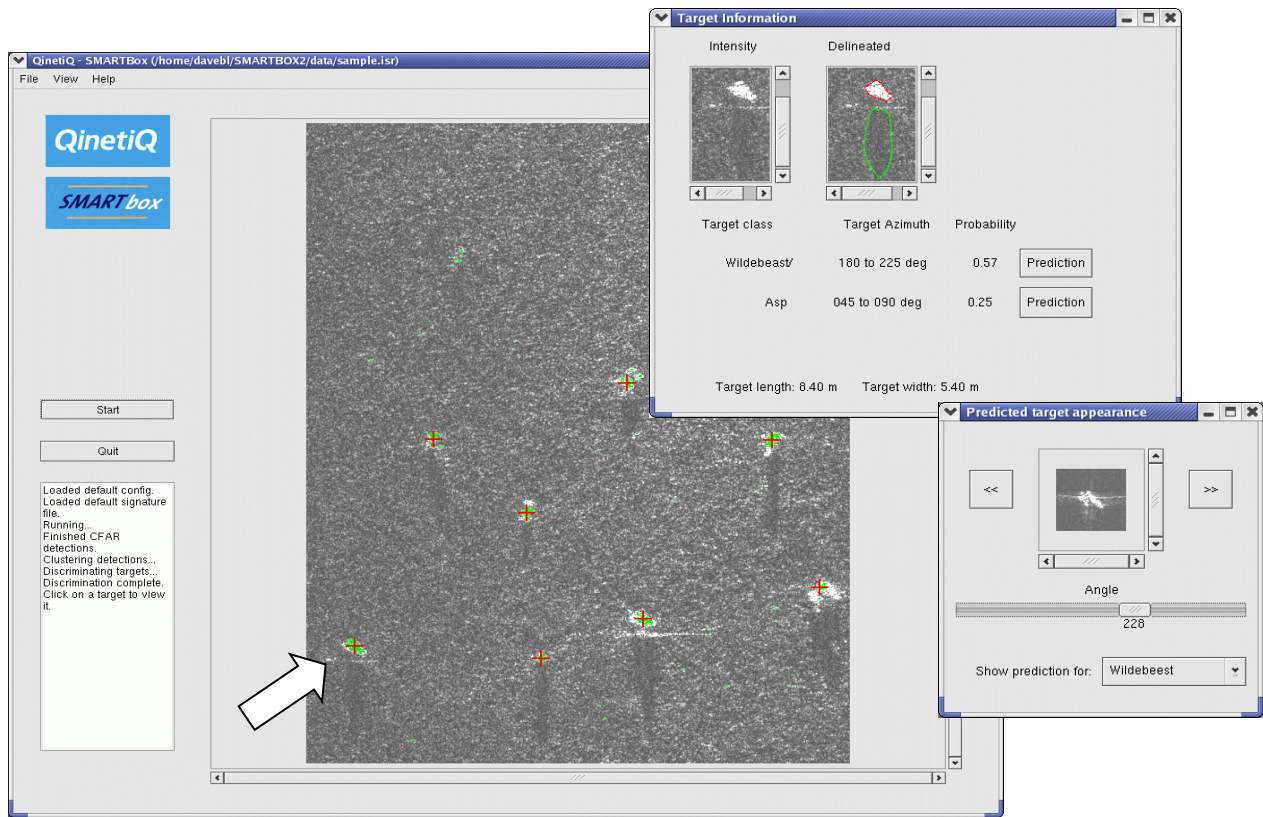 QinetiQ - SMARTBox (/home/davebl/SMARTBOX2/data/sample.isr)
File View Help
QinetiQ
SMARTbox
Start
Quit
Loaded default config.
Loaded default signature
file.
Running...
Finished CFAR
detections.
Clustering detections...
Discriminating targets...
Discrimination complete.
Click on a target to view
it.
Target Information
Intensity Delineated
Target class Target Azimuth Probability
Wildebeast/ 180 to 225 deg 0.57 Prediction
Asp 045 to 090 deg 0.25 Prediction
Target length: 8.40 m Target width: 5.40 m
Predicted target appearance
<< >>
Angle
228
Show prediction for: Wildebeest